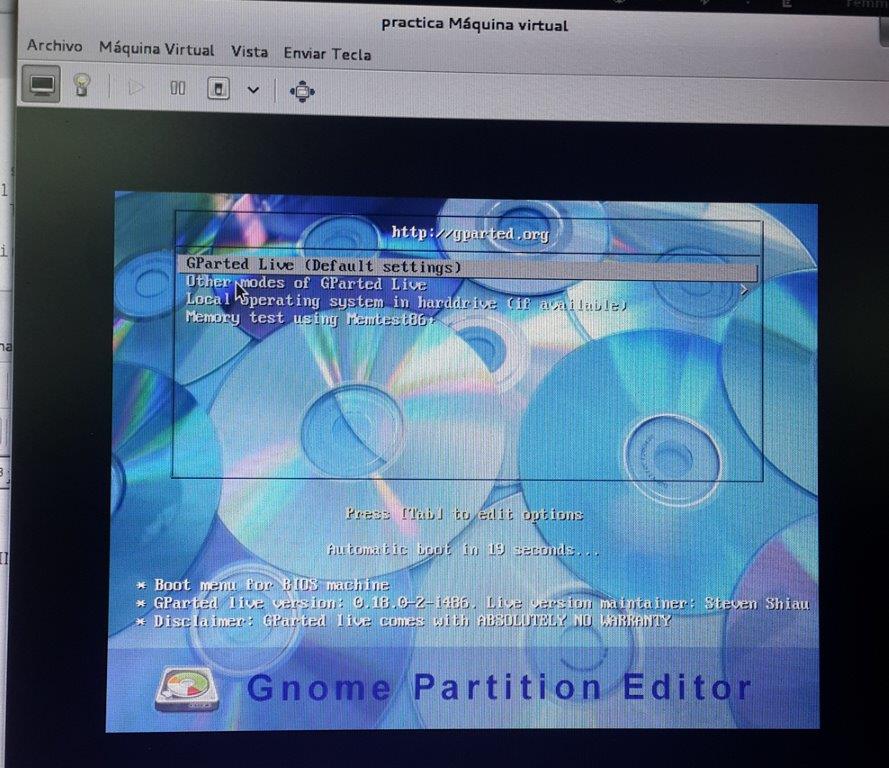 practica Máquina virtual
Archivo Máquina Virtual Vista Enviar Tecla
http://gparted.org
GParted Live (Default settings)
Other modes of GParted Live
Local operating system in harddrive (if available)
Memory test using Memtest86+
Press [Tab] to edit options
Automatic boot in 19 seconds...
* Boot menu for BIOS machine
* GParted live version: 0.18.0-2-i486. Live version maintainer: Steven Shiau
* Disclaimer: GParted live comes with ABSOLUTELY NO WARRANTY
Gnome Partition Editor